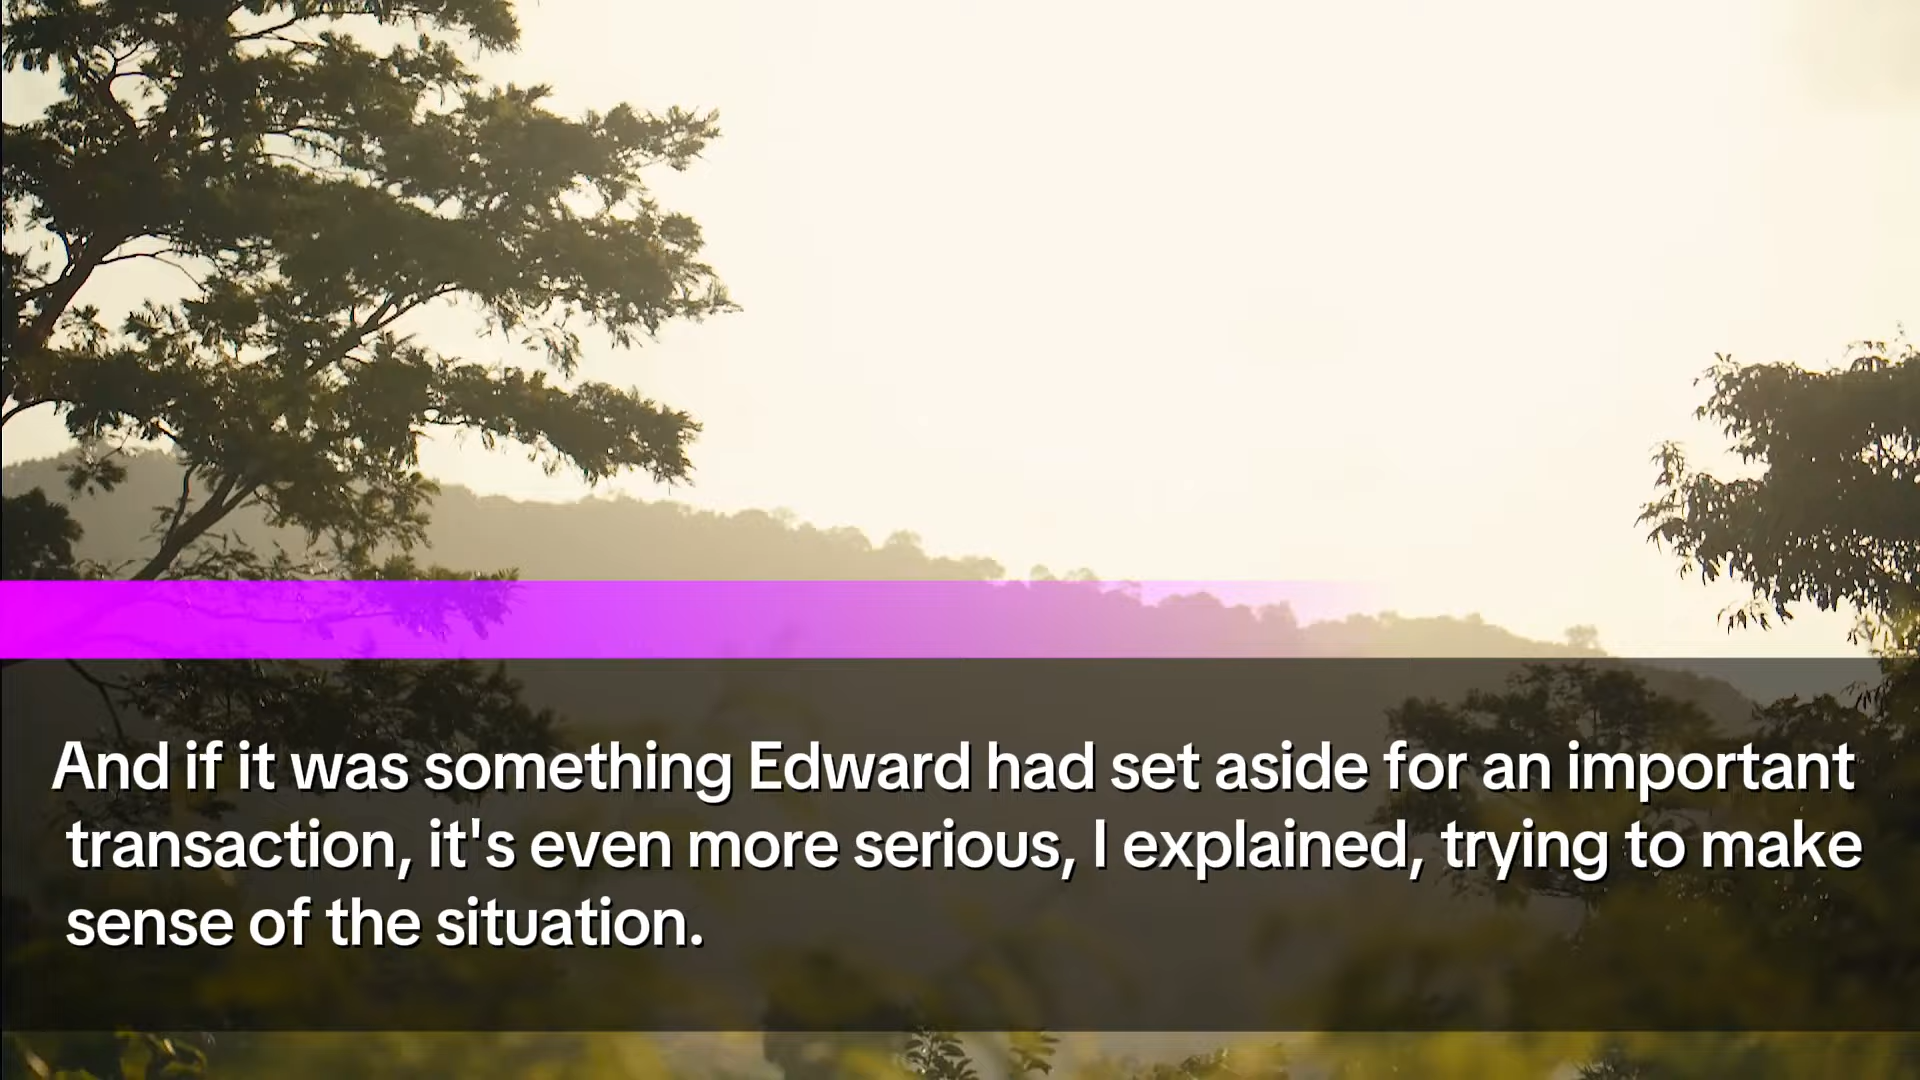 And if it was something Edward had set aside for an important
transaction, it's even more serious, I explained, trying to make
sense of the situation.